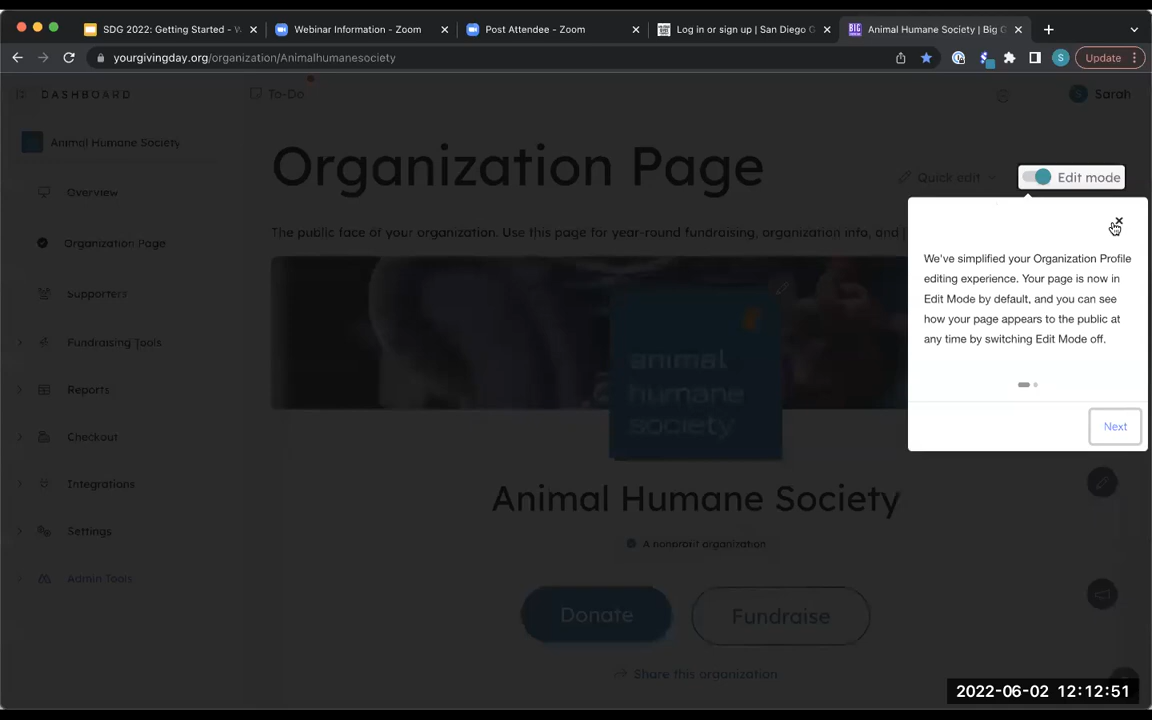 SDG 2022: Getting Started - W
Webinar Information - Zoom
Post Attendee - Zoom
Log in or sign up | San Diego G
Animal Humane Society | Big G
yourgivingday.org/organization/Animalhumanesociety
S
Update
DASHBOARD
To-Do
Sarah
Animal Humane Society
Organization Page
Quick edit
Edit mode
Overview
The public face of your organization. Use this page for year-round fundraising, organization info, and
We've simplified your Organization Profile
editing experience. Your page is now in
Edit Mode by default, and you can see
how your page appears to the public at
any time by switching Edit Mode off.
Next
Organization Page
Supporters
Fundraising Tools
Reports
Checkout
Integrations
Settings
Admin Tools
animal
humane
society
Animal Humane Society
A nonprofit organization
Donate
Fundraise
Share this organization
2022-06-02 12:12:51